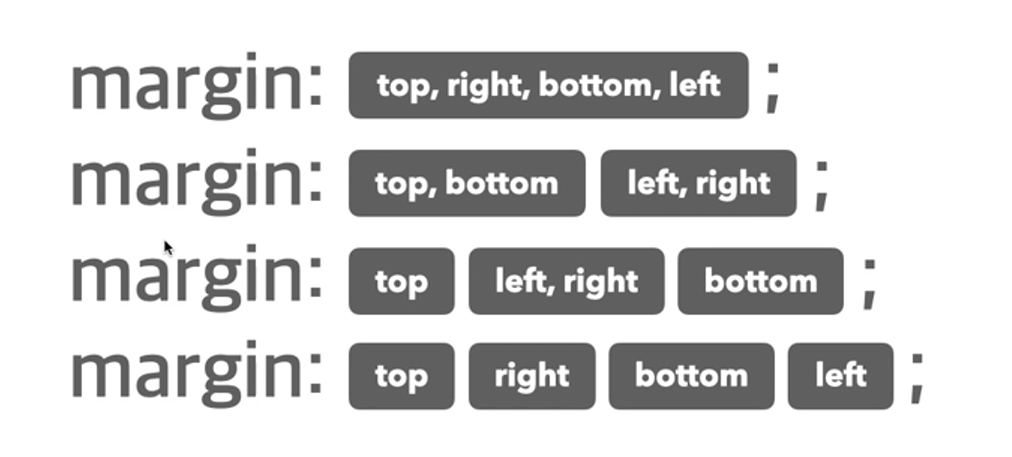 margin: top, right, bottom, left ;
margin: top, bottom left, right ;
margin: top left, right bottom ;
margin: top right bottom left ;